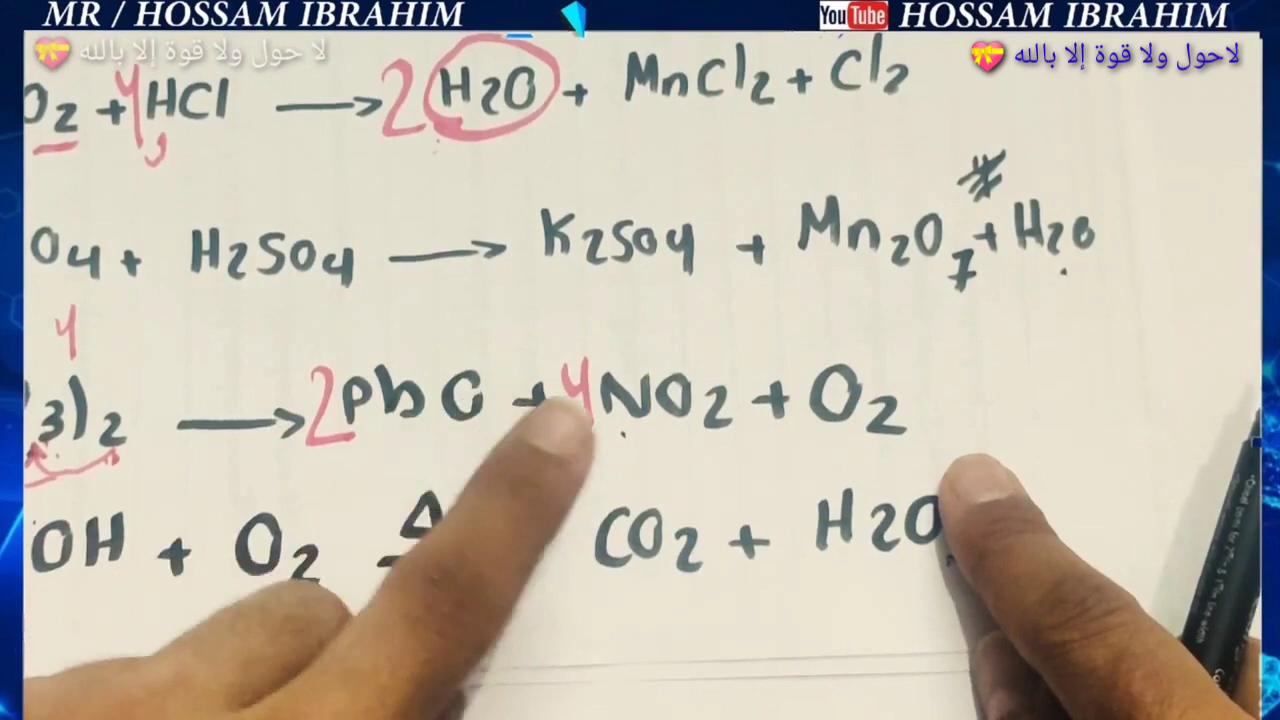 MR / HOSSAM IBRAHIM
YouTube HOSSAM IBRAHIM
لا حول ولا قوة إلا بالله
لاحول ولا قوة إلا بالله
O2 + 4HCl → 2H2O + MnCl2 + Cl2
O4 + H2SO4 → K2SO4 + Mn2O7 + H2O
4
3)2 → 2PbO + 4NO2 + O2
OH + O2 Δ CO2 + H2O